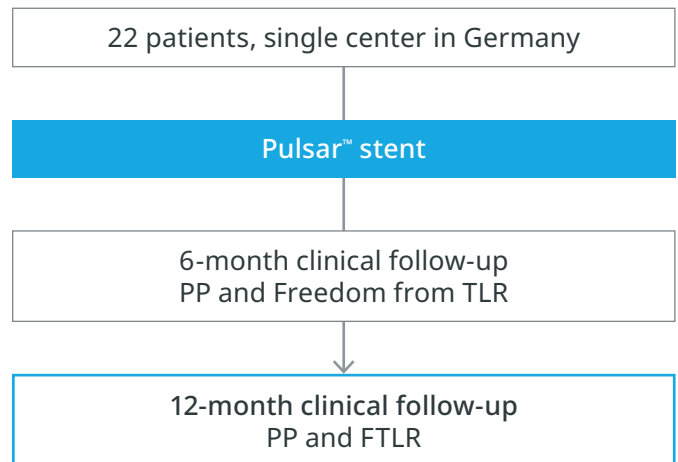 22 patients, single center in Germany
Pulsar™ stent
6-month clinical follow-up
PP and Freedom from TLR
12-month clinical follow-up
PP and FTLR